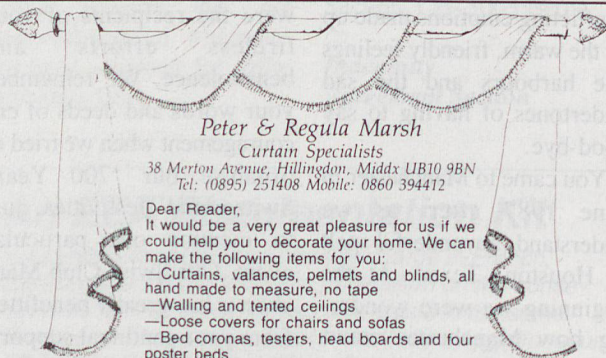 Peter & Regula Marsh
Curtain Specialists
38 Merton Avenue, Hillingdon, Middx UB10 9BN
Tel: (0895) 251408 Mobile: 0860 394412
Dear Reader,
It would be a very great pleasure for us if we
could help you to decorate your home. We can
make the following items for you:
—Curtains, valances, pelmets and blinds, all
hand made to measure, no tape
—Walling and tented ceilings
—Loose covers for chairs and sofas
—Bed coronas, testers, head boards and four
poster beds